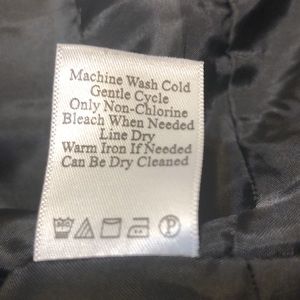 Machine Wash Cold
Gentle Cycle
Only Non-Chlorine
Bleach When Needed
Line Dry
Warm Iron If Needed
Can Be Dry Cleaned
P